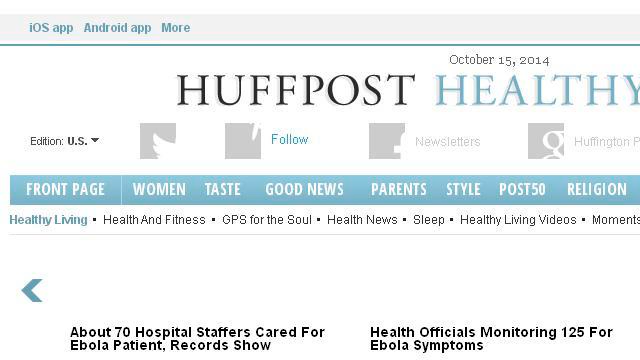 iOS app Android app More
October 15, 2014
HUFFPOST HEALTHY
Edition: U.S. Follow Newsletters Huffington P
FRONT PAGE WOMEN TASTE GOOD NEWS PARENTS STYLE POST50 RELIGION
Healthy Living • Health And Fitness • GPS for the Soul • Health News • Sleep • Healthy Living Videos • Moments
About 70 Hospital Staffers Cared For Health Officials Monitoring 125 For
Ebola Patient, Records Show Ebola Symptoms